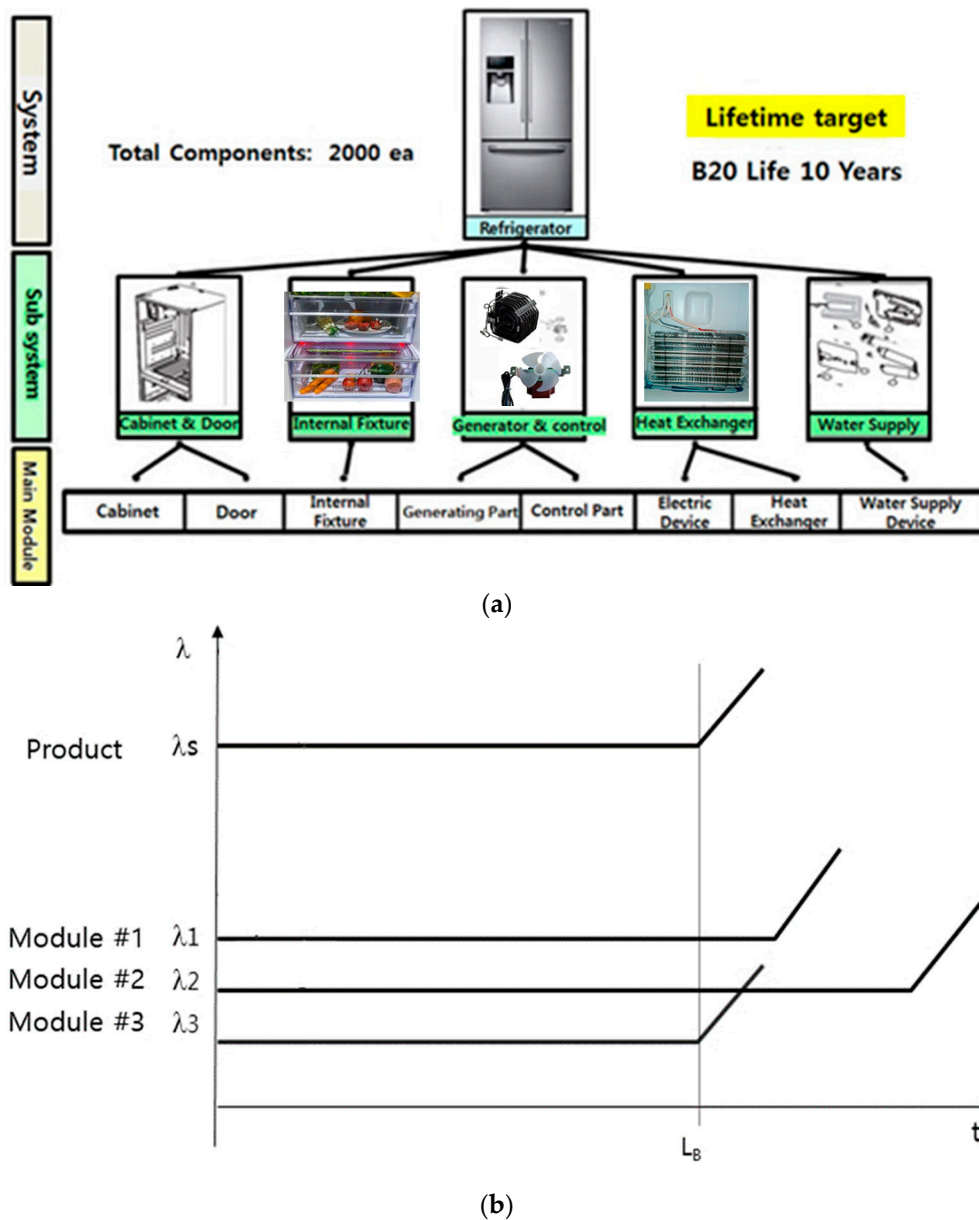 System
Total Components: 2000 ea
Lifetime target
B20 Life 10 Years
Refrigerator
Sub system
Cabinet & Door
Internal Fixture
Generator & control
Heat Exchanger
Water Supply
Main Module
Cabinet
Door
Internal
Fixture
Generating Part
Control Part
Electric
Device
Heat
Exchanger
Water Supply
Device
(a)
λ
Product λs
Module #1 λ1
Module #2 λ2
Module #3 λ3
t
LB
(b)